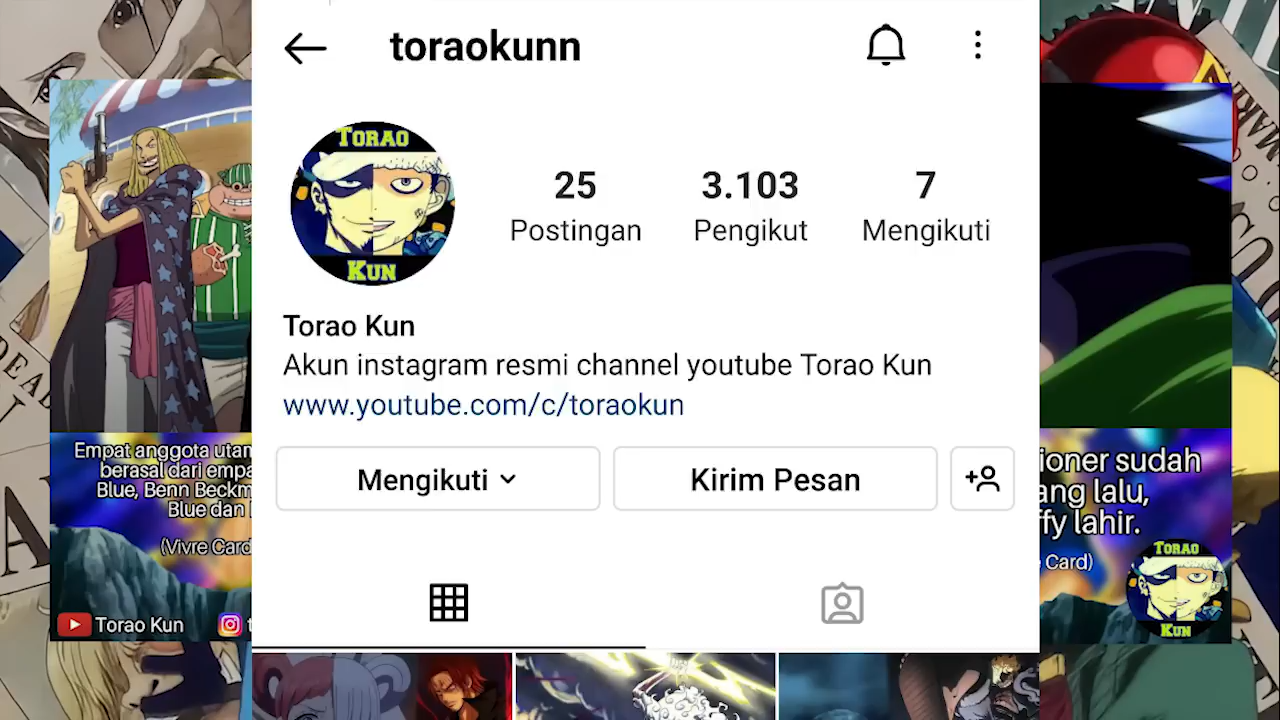 toraokunn
TORAO
KUN
25
3.103
7
Postingan
Pengikut
Mengikuti
Torao Kun
Akun instagram resmi channel youtube Torao Kun
www.youtube.com/c/toraokun
Mengikuti
Kirim Pesan
Empat anggota utam
berasal dari empa
Blue, Benn Beckm
Blue dan
(Vivre Card
Torao Kun
ioner sudah
ang lalu,
ffy lahir.
Card)
TORAO
KUN
DEA